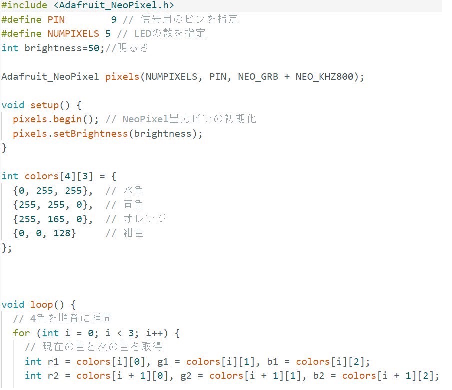 #include <Adafruit_NeoPixel.h>
#define PIN 9 // 信号用のピンを指定
#define NUMPIXELS 5 // LEDの数を指定
int brightness=50;//明るさ
Adafruit_NeoPixel pixels(NUMPIXELS, PIN, NEO_GRB + NEO_KHZ800);
void setup() {
pixels.begin(); // NeoPixel出力ピンの初期化
pixels.setBrightness(brightness);
}
int colors[4][3] = {
{0, 255, 255}, // 水色
{255, 255, 0}, // 黄色
{255, 165, 0}, // オレンジ
{0, 0, 128} // 紺色
};
void loop() {
// 4色を順番に
for (int i = 0; i < 3; i++) {
// 現在の色と次の色を取得
int r1 = colors[i][0], g1 = colors[i][1], b1 = colors[i][2];
int r2 = colors[i + 1][0], g2 = colors[i + 1][1], b2 = colors[i + 1][2];